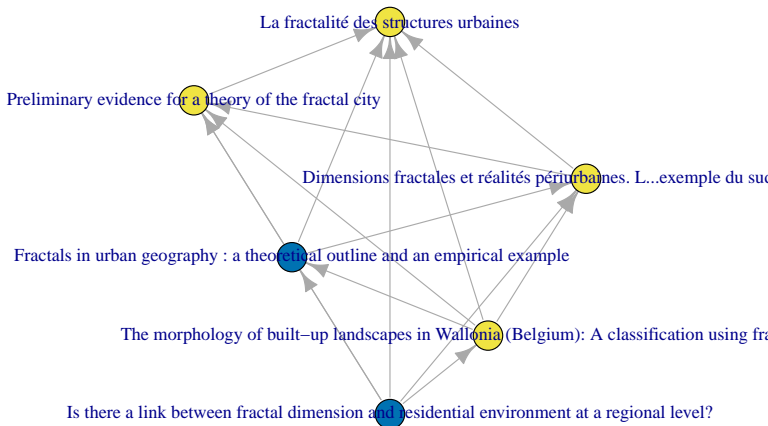 La fractalité des structures urbaines
Preliminary evidence for a theory of the fractal city
Dimensions fractales et réalités périurbaines. L...exemple du sud
Fractals in urban geography : a theoretical outline and an empirical example
The morphology of built−up landscapes in Wallonia (Belgium): A classification using fra
Is there a link between fractal dimension and residential environment at a regional level?